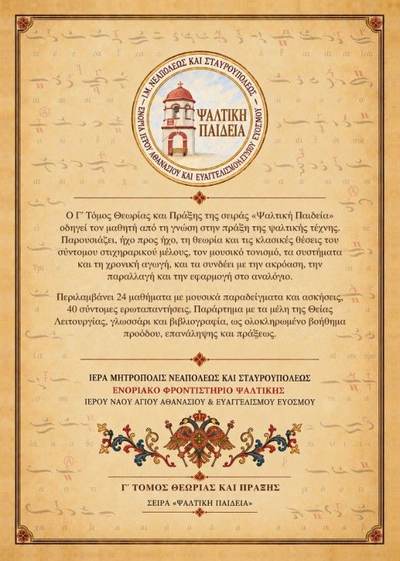 Ι.Μ. ΝΕΑΠΟΛΕΩΣ ΚΑΙ ΣΤΑΥΡΟΥΠΟΛΕΩΣ
ΕΝΟΡΙΑ ΙΕΡΟΥ ΑΘΑΝΑΣΙΟΥ ΚΑΙ ΕΥΑΓΓΕΛΙΣΜΟΥ ΕΥΟΣΜΟΥ
ΨΑΛΤΙΚΗ
ΠΑΙΔΕΙΑ
Ο Γ΄ Τόμος Θεωρίας και Πράξης της σειράς «Ψαλτική Παιδεία»
οδηγεί τον μαθητή από τη γνώση στην πράξη της ψαλτικής τέχνης.
Παρουσιάζει, ήχο προς ήχο, τη θεωρία και τις κλασικές θέσεις του
σύντομου στιχηραρικού μέλους, τον μουσικό τονισμό, τα συστήματα
και τη χρονική αγωγή, και τα συνδέει με την ακρόαση, την
παραλλαγή και την εφαρμογή στο αναλόγιο.
Περιλαμβάνει 24 μαθήματα με μουσικά παραδείγματα και ασκήσεις,
40 σύντομες ερωταπαντήσεις, Παράρτημα με τα μέλη της Θείας
Λειτουργίας, γλωσσάρι και βιβλιογραφία, ως ολοκληρωμένο βοήθημα
προόδου, επανάληψης και πράξεως.
ΙΕΡΑ ΜΗΤΡΟΠΟΛΙΣ ΝΕΑΠΟΛΕΩΣ ΚΑΙ ΣΤΑΥΡΟΥΠΟΛΕΩΣ
ΕΝΟΡΙΑΚΟ ΦΡΟΝΤΙΣΤΗΡΙΟ ΨΑΛΤΙΚΗΣ
ΙΕΡΟΥ ΝΑΟΥ ΑΓΙΟΥ ΑΘΑΝΑΣΙΟΥ & ΕΥΑΓΓΕΛΙΣΜΟΥ ΕΥΟΣΜΟΥ
Γ΄ ΤΟΜΟΣ ΘΕΩΡΙΑΣ ΚΑΙ ΠΡΑΞΗΣ
ΣΕΙΡΑ «ΨΑΛΤΙΚΗ ΠΑΙΔΕΙΑ»